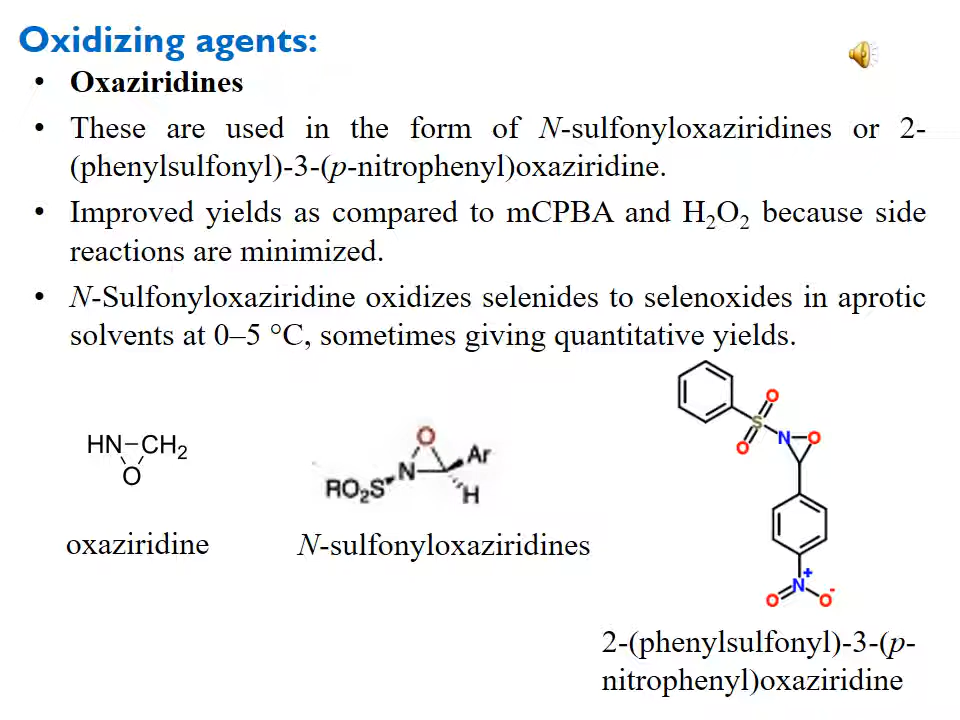 Oxidizing agents:
• Oxaziridines
• These are used in the form of N-sulfonyloxaziridines or 2-
(phenylsulfonyl)-3-(p-nitrophenyl)oxaziridine.
• Improved yields as compared to mCPBA and H₂O₂ because side
reactions are minimized.
• N-Sulfonyloxaziridine oxidizes selenides to selenoxides in aprotic
solvents at 0–5 °C, sometimes giving quantitative yields.
HN–CH₂
O
oxaziridine
O
N
Ar
RO₂S
H
N-sulfonyloxaziridines
O
S
O
N
O
N+
O
O-
2-(phenylsulfonyl)-3-(p-
nitrophenyl)oxaziridine